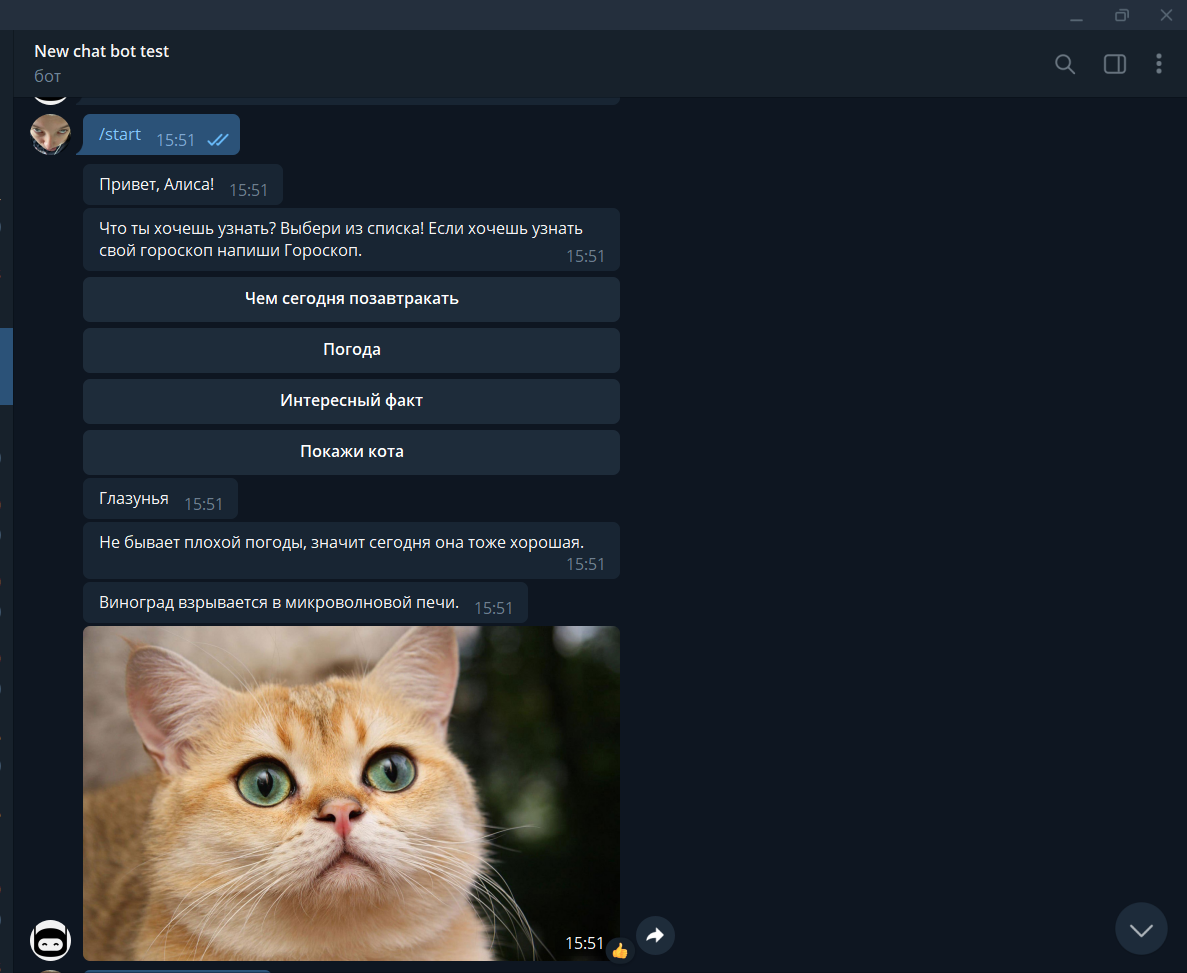 New chat bot test
бот
/start 15:51
Привет, Алиса! 15:51
Что ты хочешь узнать? Выбери из списка! Если хочешь узнать
свой гороскоп напиши Гороскоп. 15:51
Чем сегодня позавтракать
Погода
Интересный факт
Покажи кота
Глазунья 15:51
Не бывает плохой погоды, значит сегодня она тоже хорошая.
15:51
Виноград взрывается в микроволновой печи. 15:51
15:51